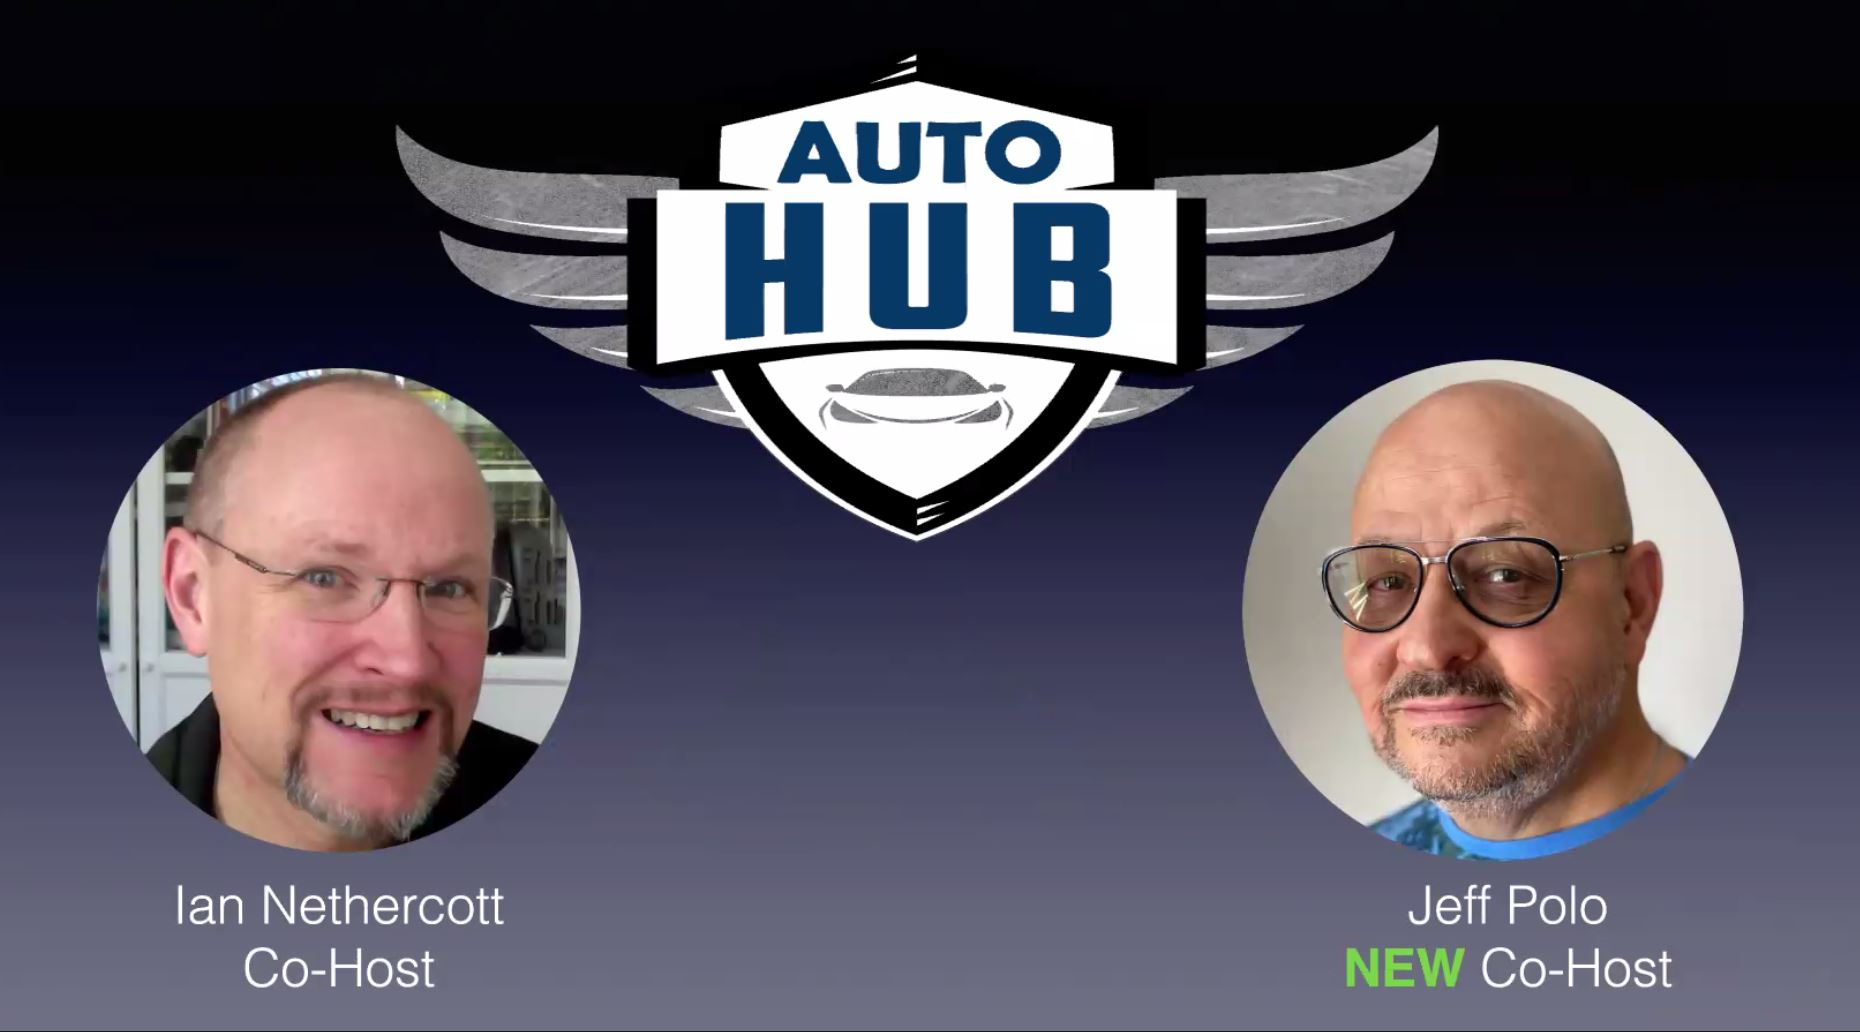 AUTO
HUB
Ian Nethercott
Co-Host
Jeff Polo
NEW Co-Host